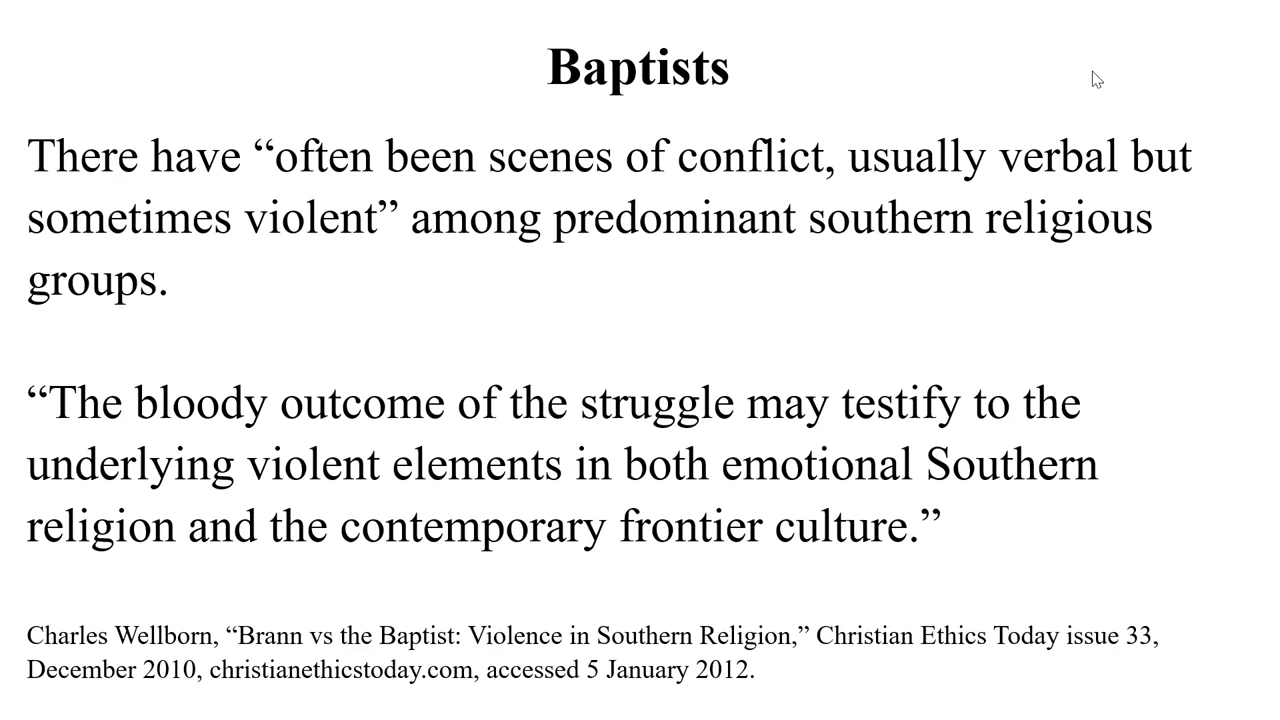 Baptists
There have “often been scenes of conflict, usually verbal but
sometimes violent” among predominant southern religious
groups.
“The bloody outcome of the struggle may testify to the
underlying violent elements in both emotional Southern
religion and the contemporary frontier culture.”
Charles Wellborn, “Brann vs the Baptist: Violence in Southern Religion,” Christian Ethics Today issue 33,
December 2010, christianethicstoday.com, accessed 5 January 2012.